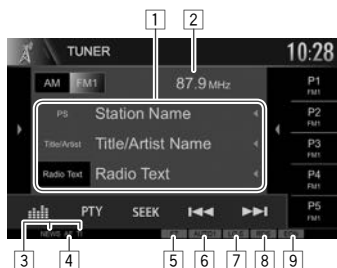 1 2
TUNER 10:28
AM FM1 87.9 MHz P1
FM1
PS Station Name P2
FM1
Title/Artist Title/Artist Name P3
FM1
Radio Text Radio Text P4
FM1
PTY SEEK P5
FM1
NEWS AF TI
3 4 5 6 7 8 9